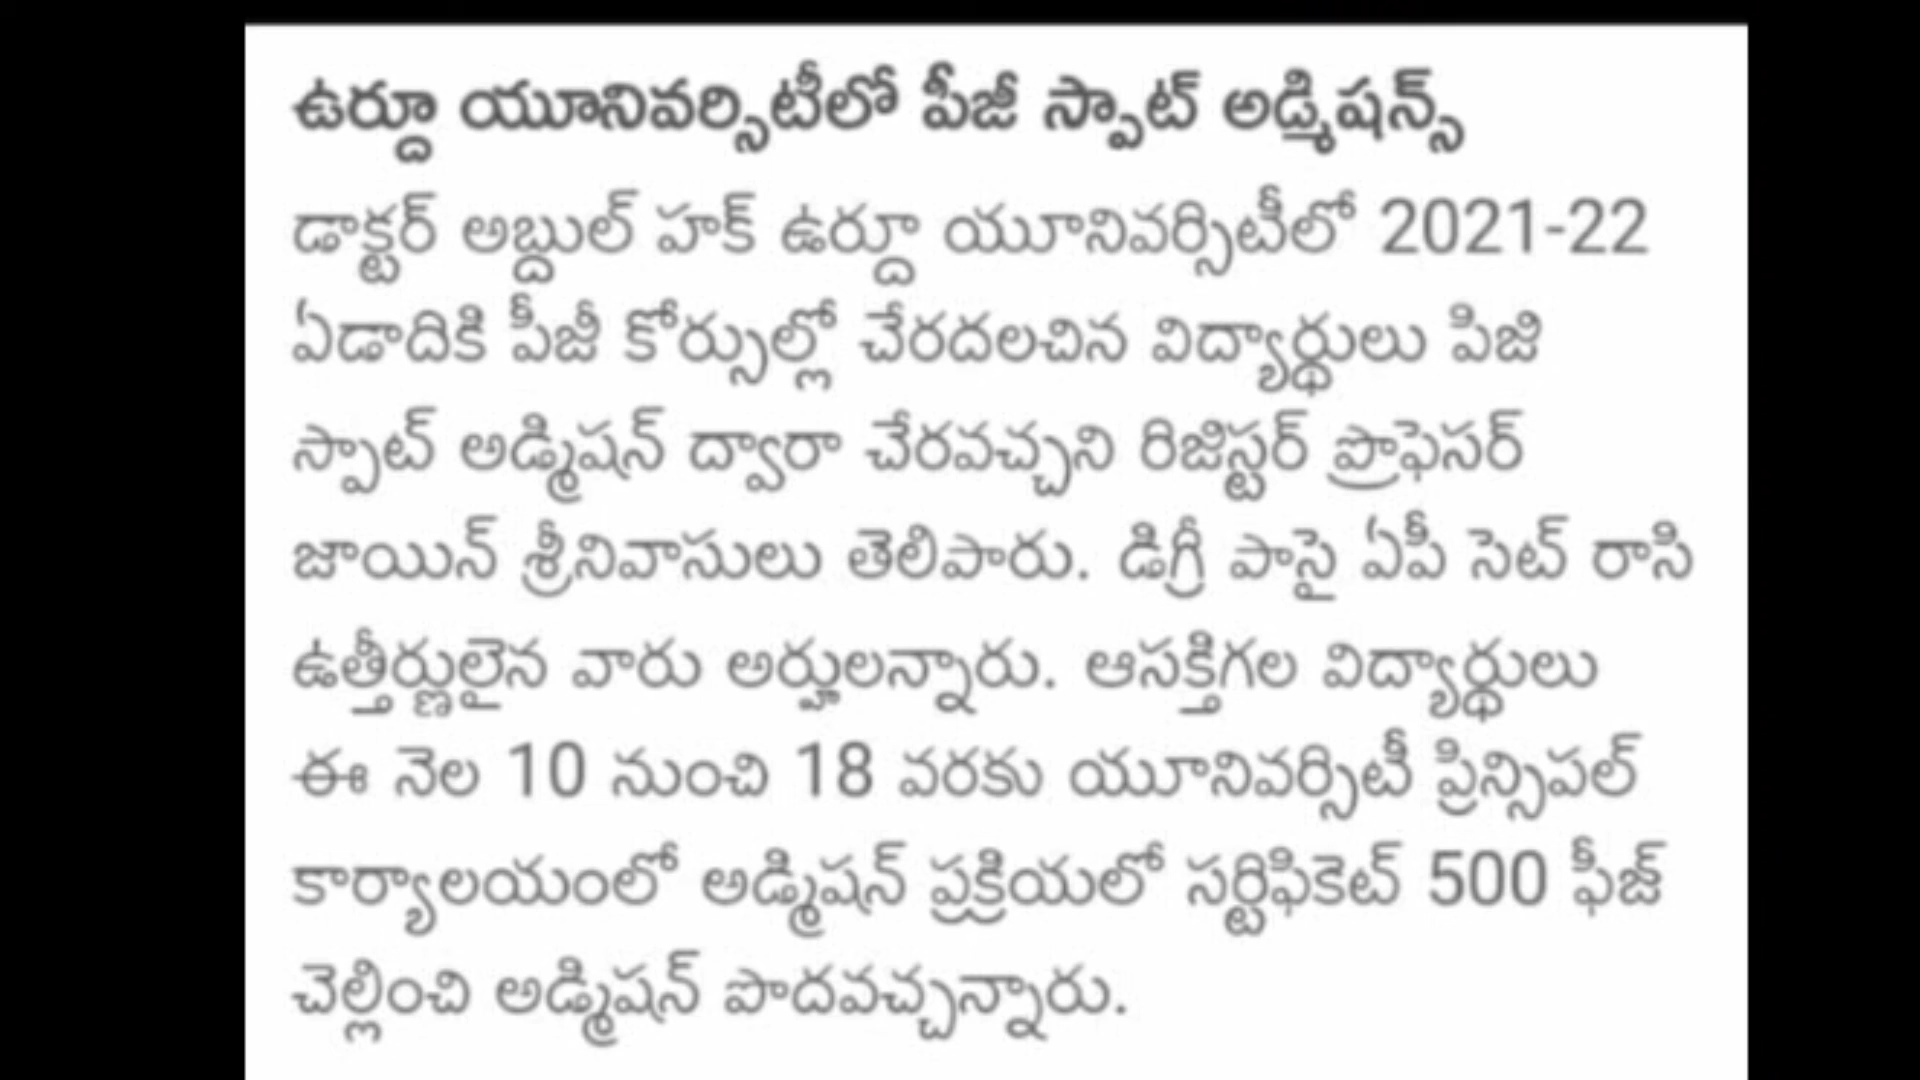 ఉర్దూ యూనివర్సిటీలో పీజీ స్పాట్ అడ్మిషన్స్
డాక్టర్ అబ్దుల్ హక్ ఉర్దూ యూనివర్సిటీలో 2021-22
ఏడాదికి పీజీ కోర్సుల్లో చేరదలచిన విద్యార్థులు పిజి
స్పాట్ అడ్మిషన్ ద్వారా చేరవచ్చని రిజిస్టర్ ప్రొఫెసర్
జాయిన్ శ్రీనివాసులు తెలిపారు. డిగ్రీ పాసై ఏపీ సెట్ రాసి
ఉత్తీర్ణులైన వారు అర్హులన్నారు. ఆసక్తిగల విద్యార్థులు
ఈ నెల 10 నుంచి 18 వరకు యూనివర్సిటీ ప్రిన్సిపల్
కార్యాలయంలో అడ్మిషన్ ప్రక్రియలో సర్టిఫికెట్ 500 ఫీజ్
చెల్లించి అడ్మిషన్ పొదవచ్చన్నారు.